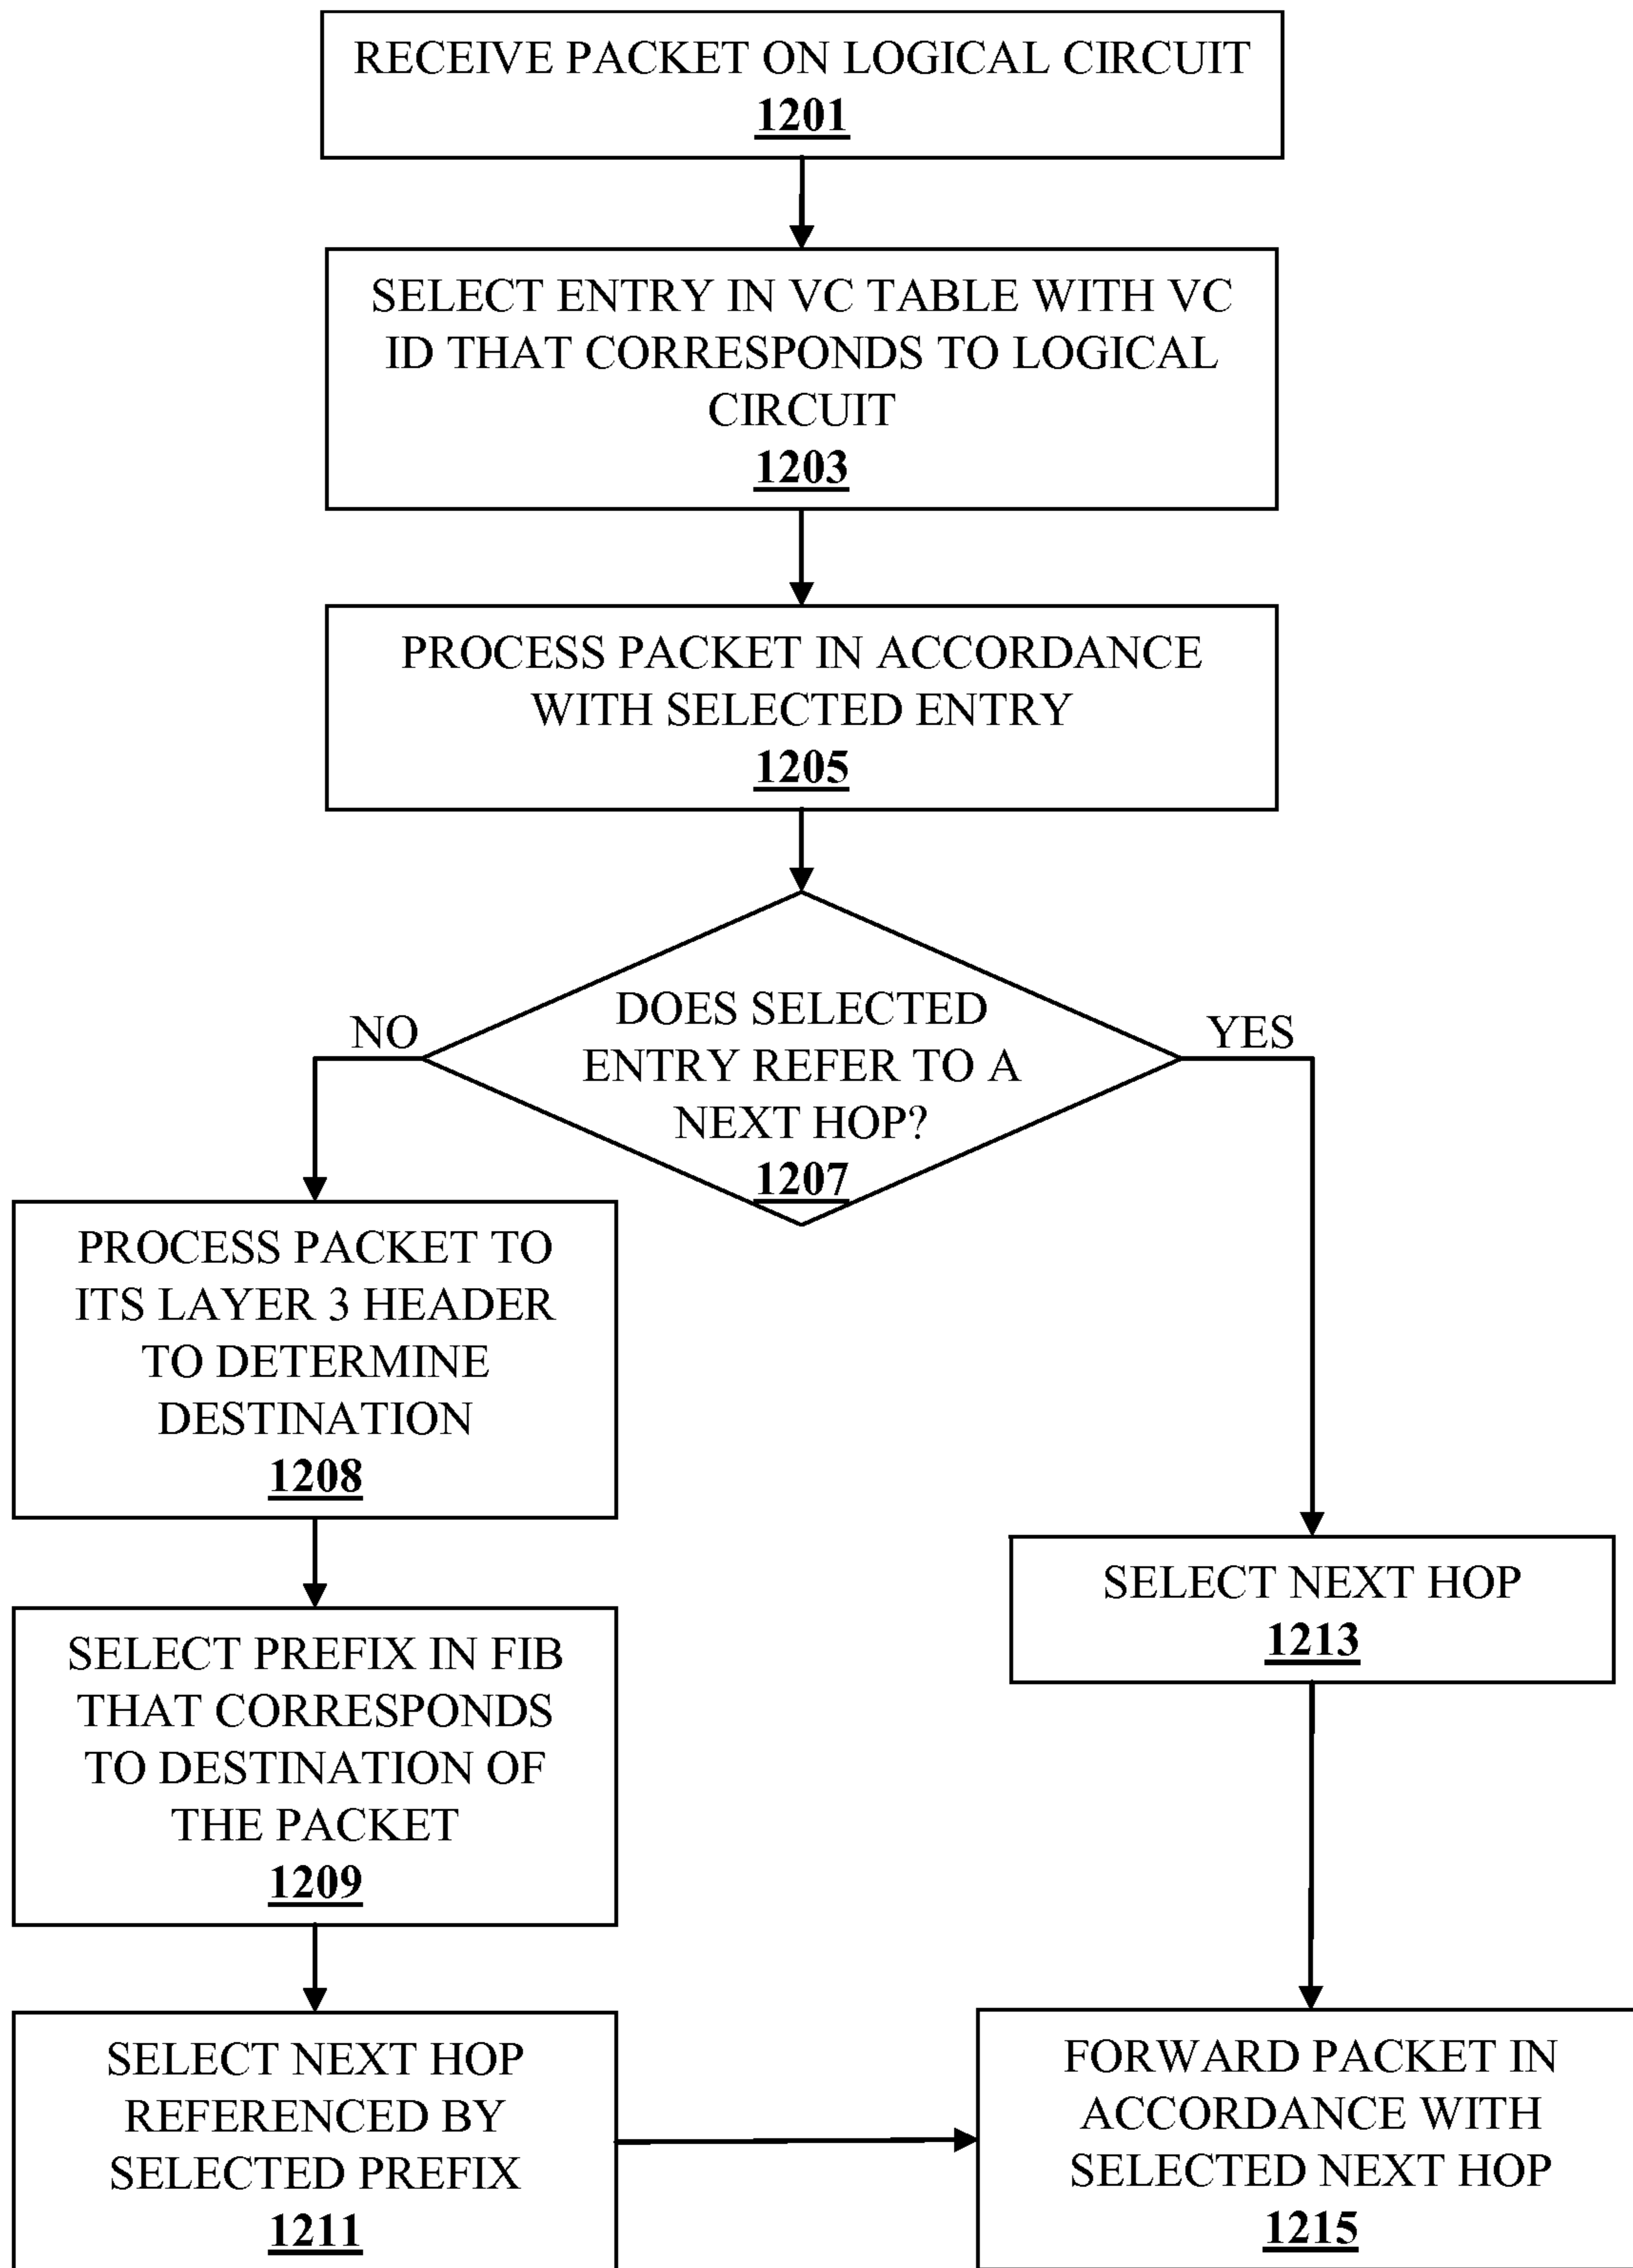 RECEIVE PACKET ON LOGICAL CIRCUIT
1201
SELECT ENTRY IN VC TABLE WITH VC
ID THAT CORRESPONDS TO LOGICAL
CIRCUIT
1203
PROCESS PACKET IN ACCORDANCE
WITH SELECTED ENTRY
1205
DOES SELECTED
ENTRY REFER TO A
NEXT HOP?
1207
NO
YES
PROCESS PACKET TO
ITS LAYER 3 HEADER
TO DETERMINE
DESTINATION
1208
SELECT NEXT HOP
1213
SELECT PREFIX IN FIB
THAT CORRESPONDS
TO DESTINATION OF
THE PACKET
1209
SELECT NEXT HOP
REFERENCED BY
SELECTED PREFIX
1211
FORWARD PACKET IN
ACCORDANCE WITH
SELECTED NEXT HOP
1215